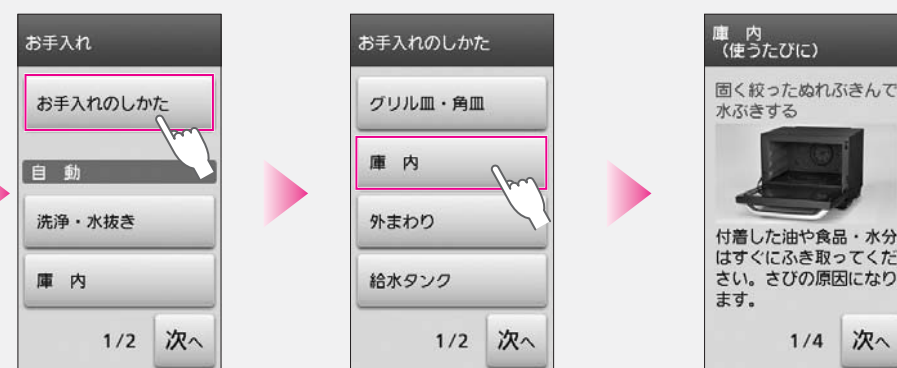 お手入れ
お手入れのしかた
自 動
洗浄・水抜き
庫 内
1/2 次へ
お手入れのしかた
グリル皿・角皿
庫 内
外まわり
給水タンク
1/2 次へ
庫 内
（使うたびに）
固く絞ったぬれぶきんで
水ぶきする
付着した油や食品・水分
はすぐにふき取ってくだ
さい。さびの原因になり
ます。
1/4 次へ